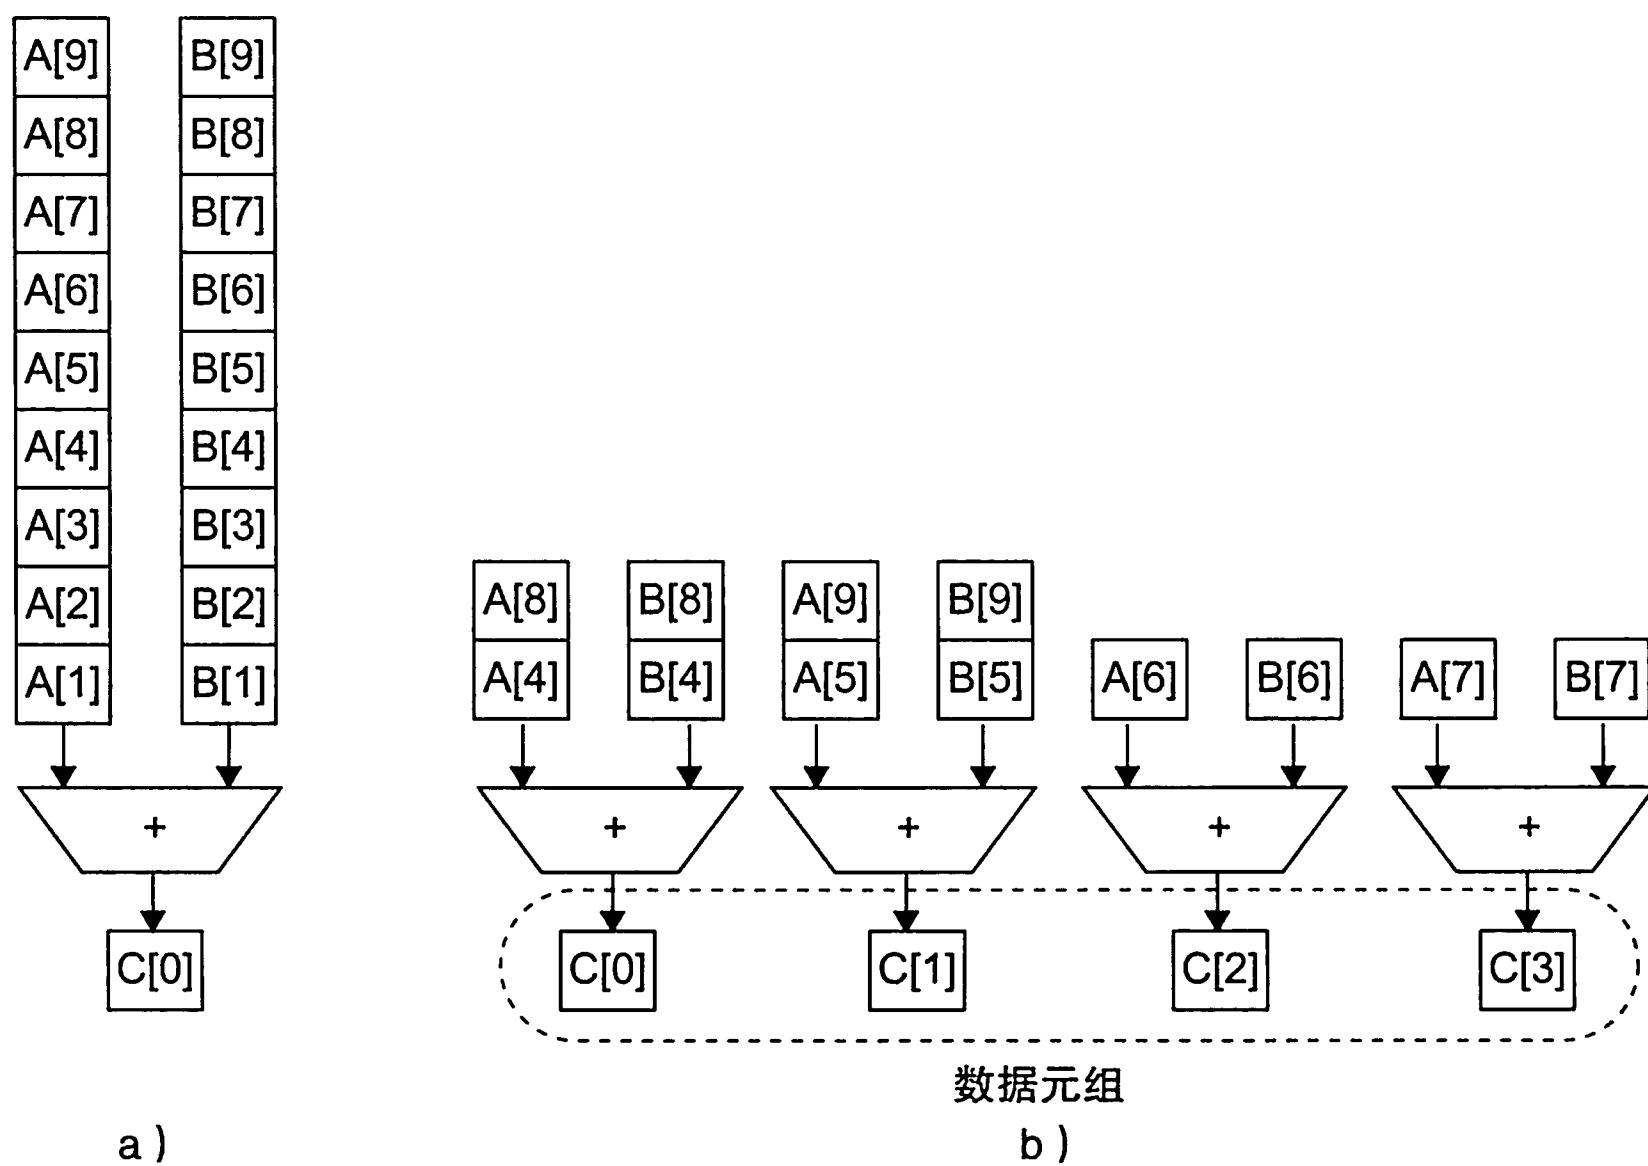 A[9] B[9]
A[8] B[8]
A[7] B[7]
A[6] B[6]
A[5] B[5]
A[4] B[4]
A[3] B[3]
A[2] B[2]
A[1] B[1]
+
C[0]
a）
A[8] B[8] A[9] B[9]
A[4] B[4] A[5] B[5] A[6] B[6] A[7] B[7]
+ + + +
C[0] C[1] C[2] C[3]
数据元组
b）